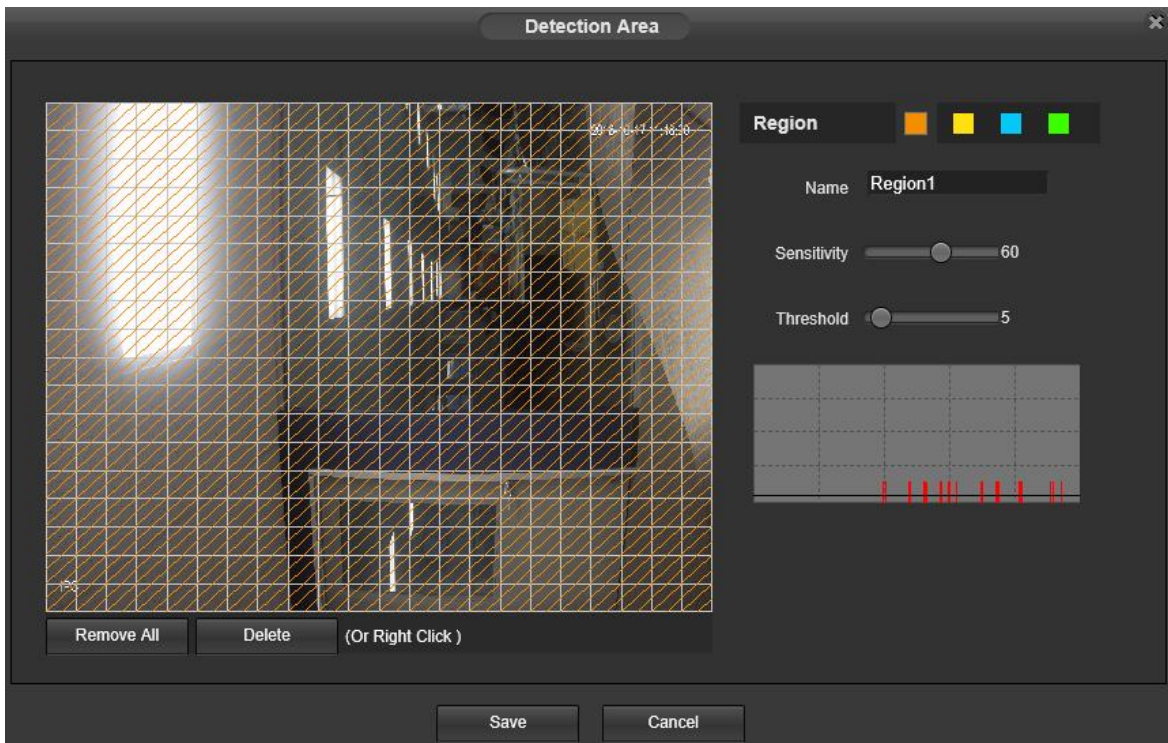 Detection Area
Region
Name Region1
Sensitivity 60
Threshold 5
Remove All Delete (Or Right Click )
Save Cancel